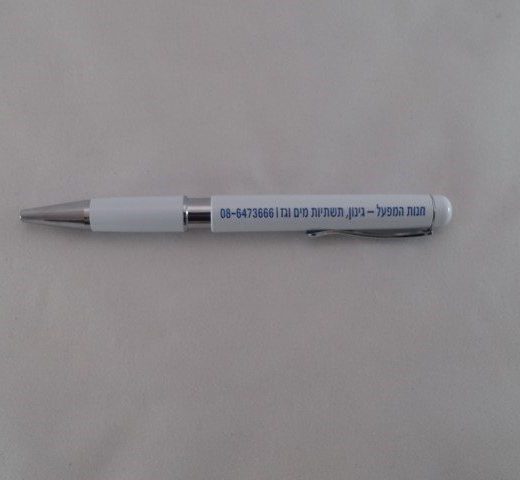 חנות המפעל – גינון, תשתיות מים וגז | 08-6473666